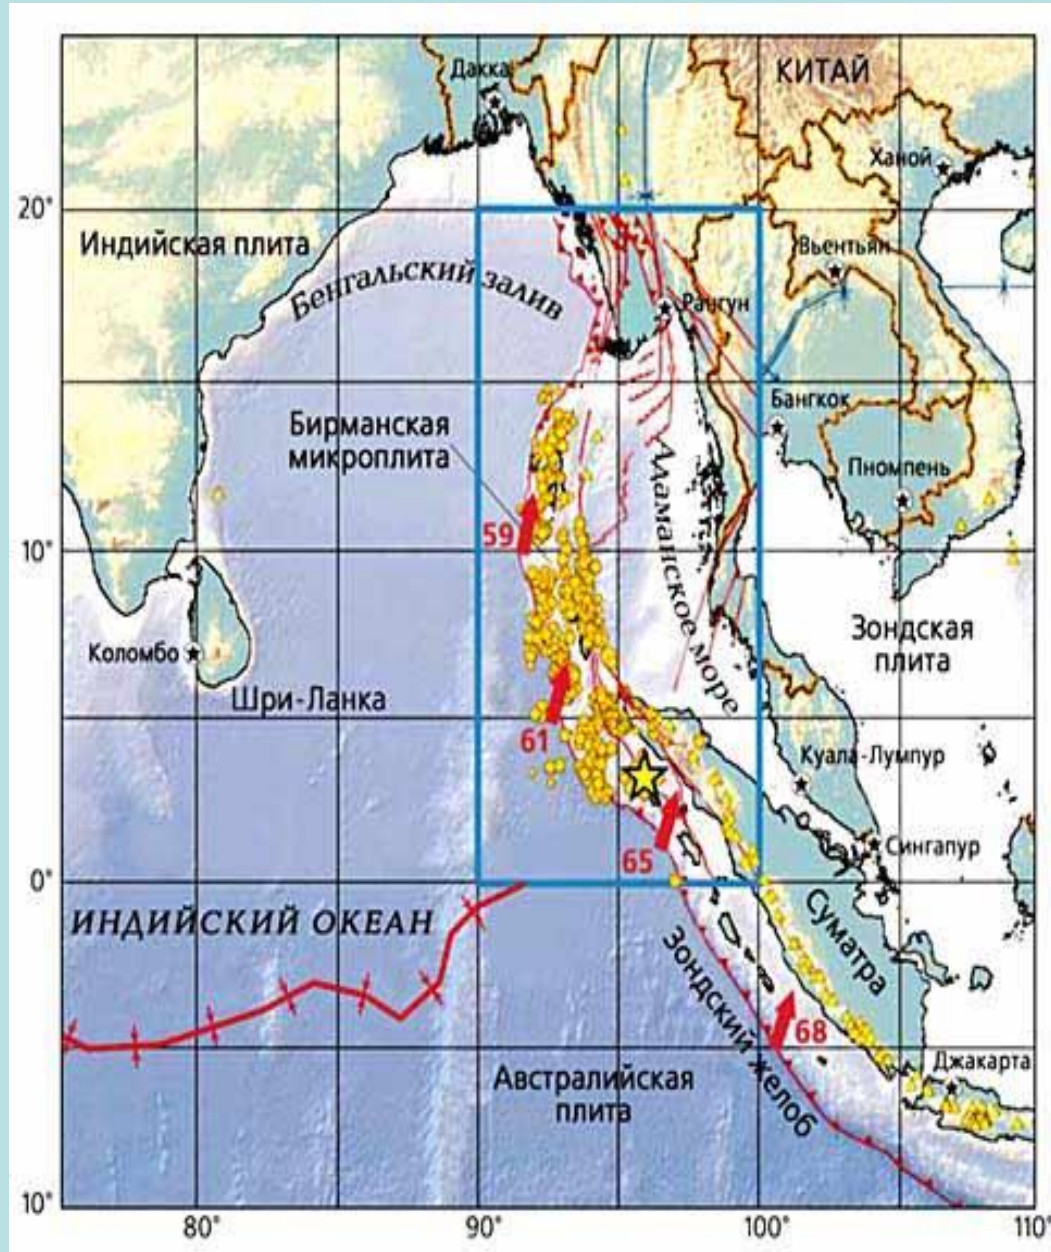 Дакка
КИТАЙ
Ханой
20°
Индийская плита
Вьентьян
Бенгальский залив
Рангун
Бангкок
Бирманская
микроплита
Пномпень
Адаманское море
59
10°
Зондская
плита
Коломбо
Шри-Ланка
61
Куала-Лумпур
65
Сингапур
0°
ИНДИЙСКИЙ ОКЕАН
Суматра
Зондский желоб
68
Джакарта
Австралийская
плита
10°
80°
90°
100°
110°